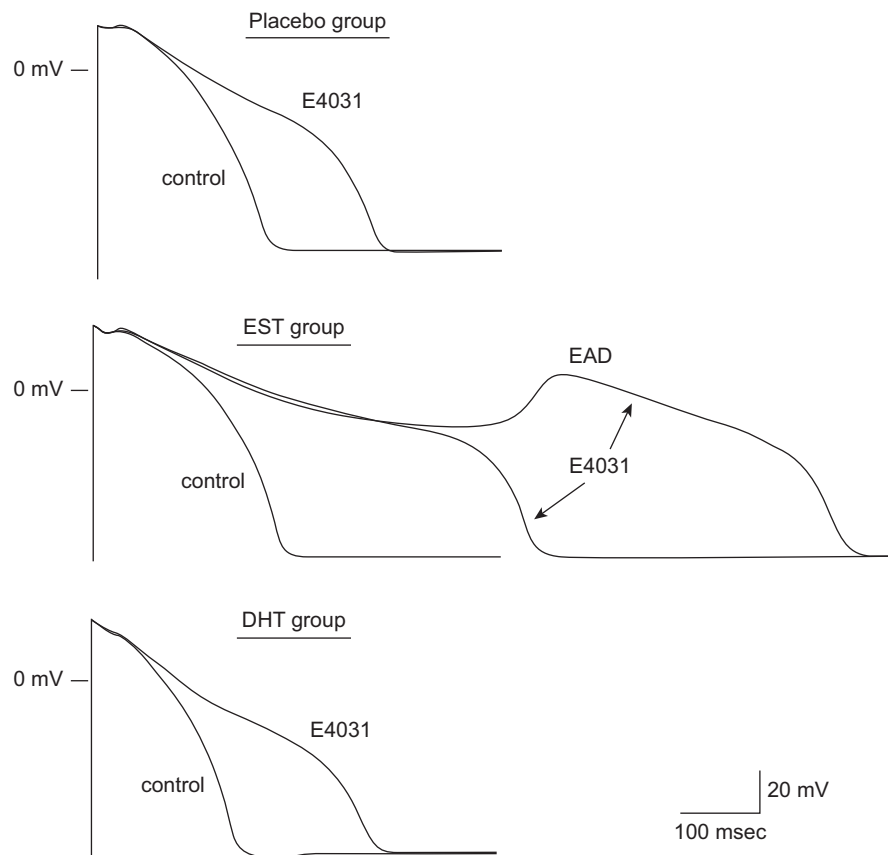 Placebo group
0 mV
E4031
control
EST group
EAD
0 mV
E4031
control
DHT group
0 mV
E4031
control
20 mV
100 msec